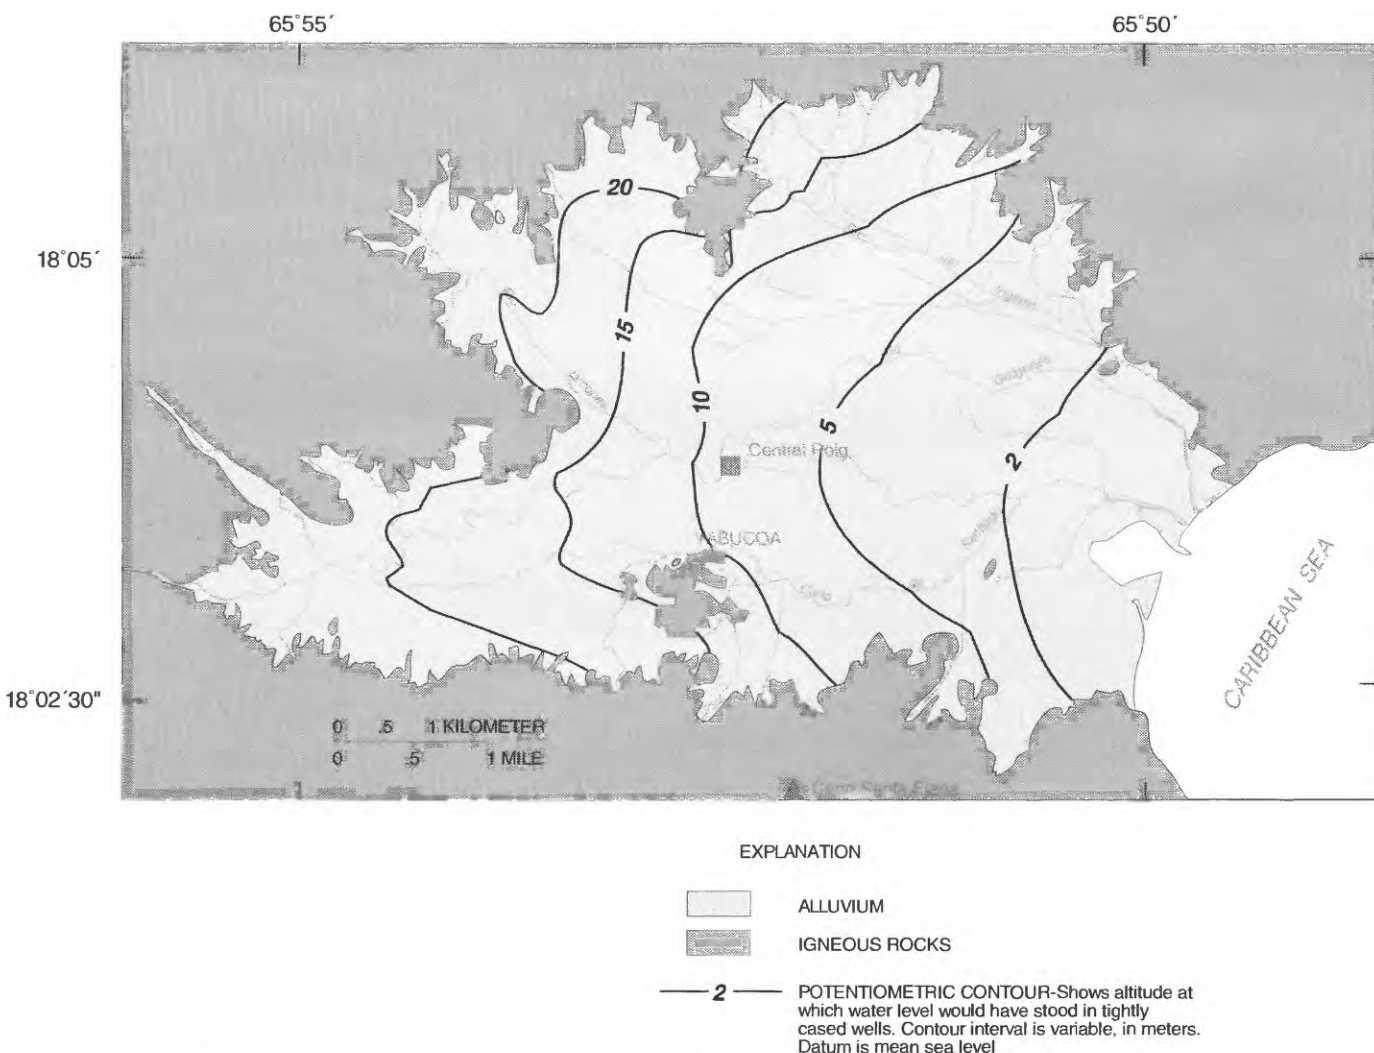 65°55′
65°50′
20
18°05′
15
10
5
Central Roig
2
YABUCOA
CARIBBEAN SEA
18°02′30"
0 .5 1 KILOMETER
0 .5 1 MILE
Cerro Santa Elena
EXPLANATION
ALLUVIUM
IGNEOUS ROCKS
2
POTENTIOMETRIC CONTOUR-Shows altitude at
which water level would have stood in tightly
cased wells. Contour interval is variable, in meters.
Datum is mean sea level